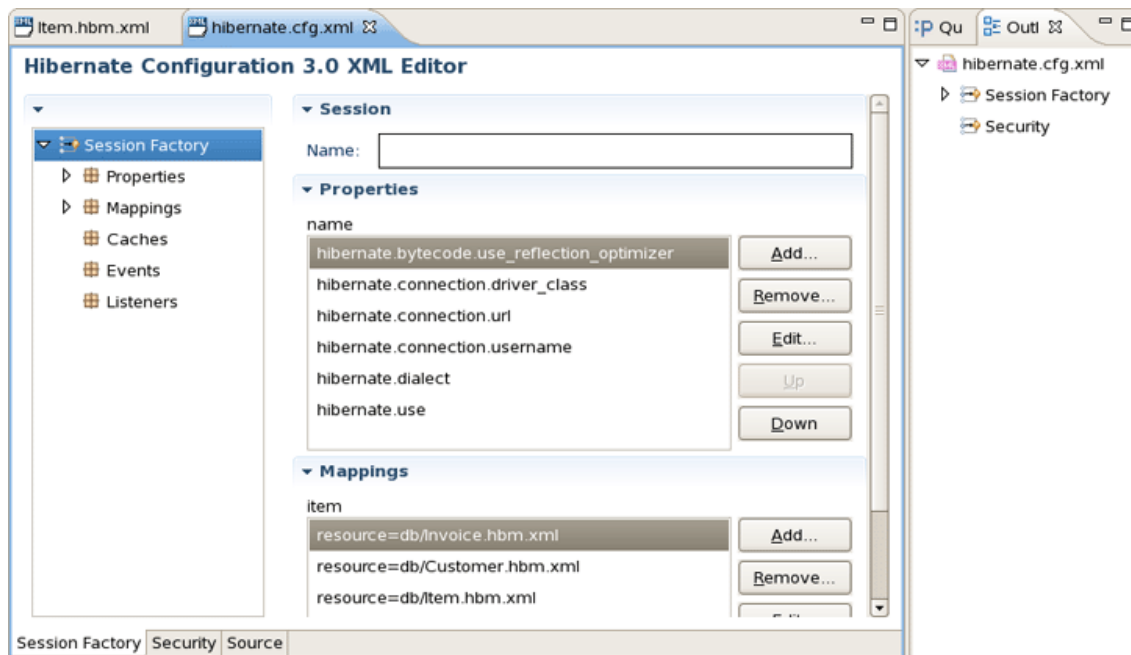 Item.hbm.xml
hibernate.cfg.xml
Qu
Outl
Hibernate Configuration 3.0 XML Editor
hibernate.cfg.xml
Session Factory
Security
Session Factory
Properties
Mappings
Caches
Events
Listeners
Session
Name:
Properties
name
hibernate.bytecode.use_reflection_optimizer
hibernate.connection.driver_class
hibernate.connection.url
hibernate.connection.username
hibernate.dialect
hibernate.use
Add...
Remove...
Edit...
Up
Down
Mappings
item
resource=db/Invoice.hbm.xml
resource=db/Customer.hbm.xml
resource=db/Item.hbm.xml
Add...
Remove...
Session Factory Security Source